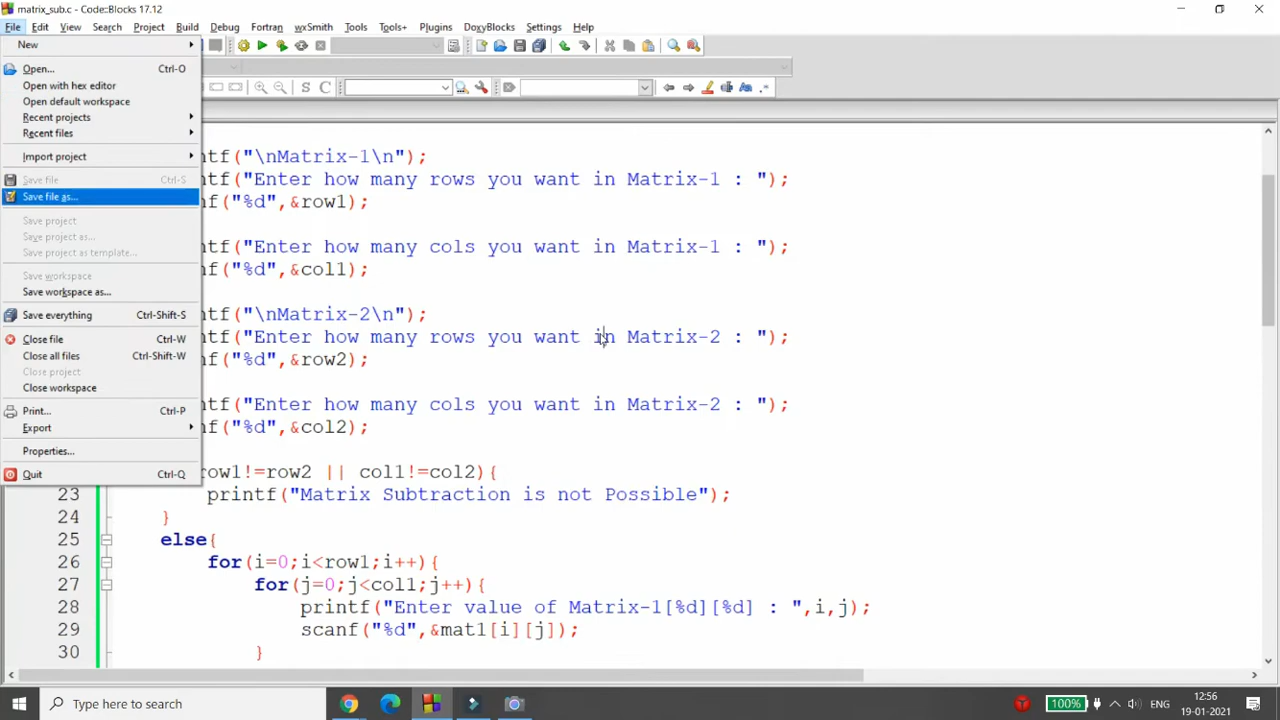 matrix_sub.c - Code::Blocks 17.12
File Edit View Search Project Build Debug Fortran wxSmith Tools Tools+ Plugins DoxyBlocks Settings Help
New
Open... Ctrl-O
Open with hex editor
Open default workspace
Recent projects
Recent files
Import project
Save file Ctrl-S
Save file as...
Save project
Save project as...
Save project as template...
Save workspace
Save workspace as...
Save everything Ctrl-Shift-S
Close file Ctrl-W
Close all files Ctrl-Shift-W
Close project
Close workspace
Print... Ctrl-P
Export
Properties...
Quit Ctrl-Q
S C
.*
ntf("\nMatrix-1\n");
ntf("Enter how many rows you want in Matrix-1 : ");
nf("%d",&row1);
ntf("Enter how many cols you want in Matrix-1 : ");
nf("%d",&col1);
ntf("\nMatrix-2\n");
ntf("Enter how many rows you want in Matrix-2 : ");
nf("%d",&row2);
ntf("Enter how many cols you want in Matrix-2 : ");
nf("%d",&col2);
row1!=row2 || col1!=col2){
23 printf("Matrix Subtraction is not Possible");
24 }
25 else{
26 for(i=0;i<row1;i++){
27 for(j=0;j<col1;j++){
28 printf("Enter value of Matrix-1[%d][%d] : ",i,j);
29 scanf("%d",&mat1[i][j]);
30 }
Type here to search
100%
ENG
12:56
19-01-2021